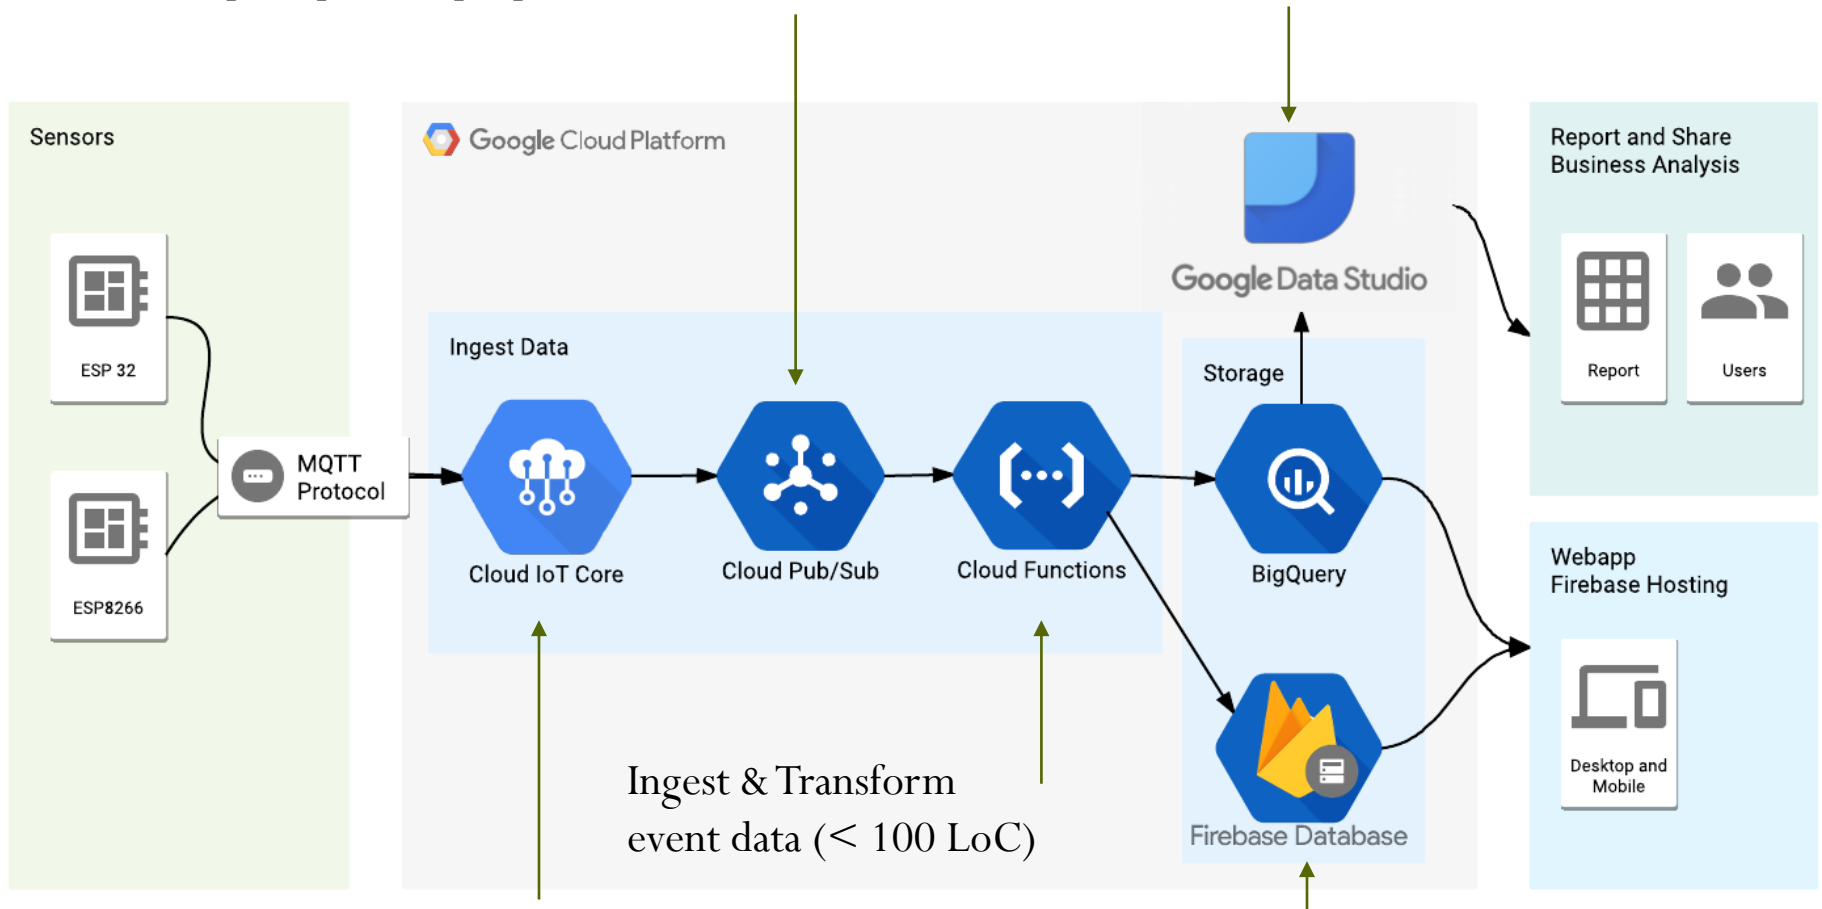 Sensors
ESP 32
ESP8266
MQTT
Protocol
Google Cloud Platform
Ingest Data
Cloud IoT Core
Cloud Pub/Sub
Cloud Functions
Ingest & Transform
event data (< 100 LoC)
Google Data Studio
Storage
BigQuery
Firebase Database
Report and Share
Business Analysis
Report
Users
Webapp
Firebase Hosting
Desktop and
Mobile